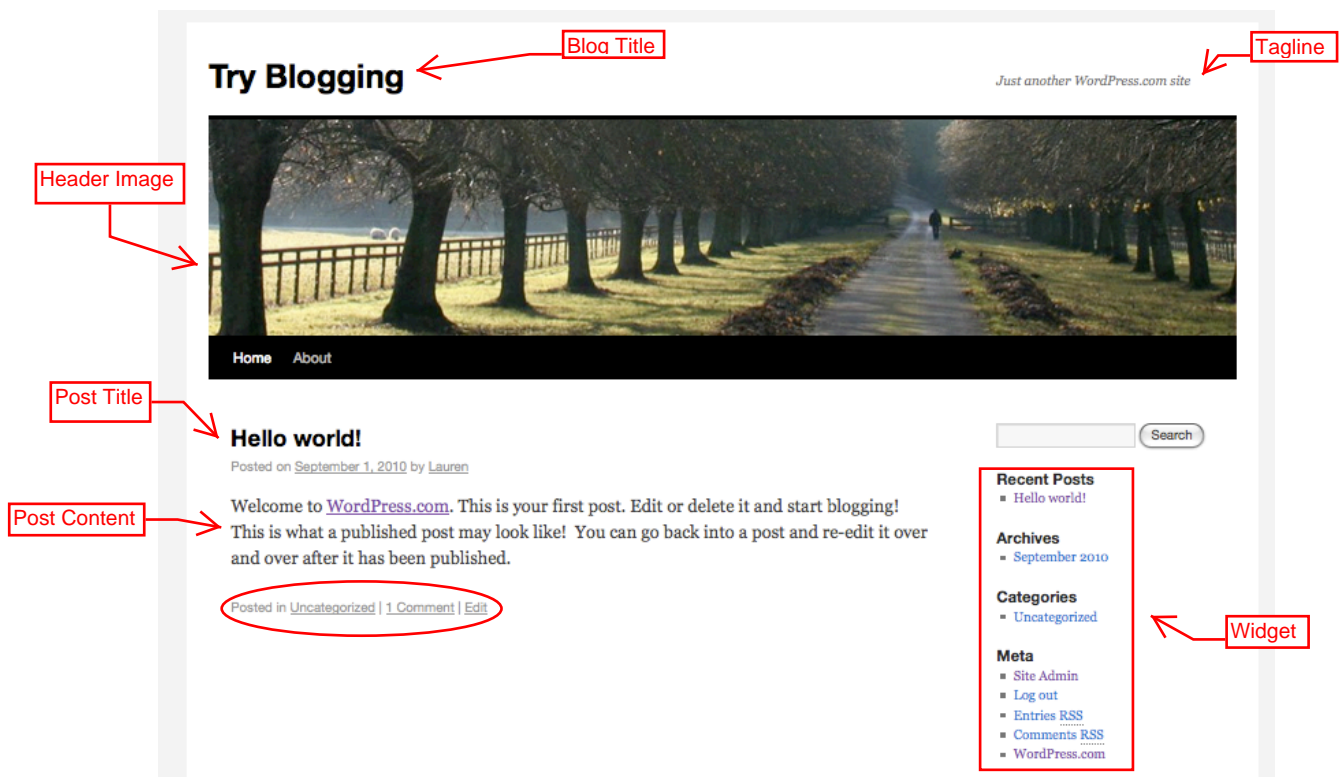 Blog Title
Tagline
Try Blogging
Just another WordPress.com site
Header Image
Home About
Post Title
Hello world!
Search
Posted on September 1, 2010 by Lauren
Post Content
Welcome to WordPress.com. This is your first post. Edit or delete it and start blogging!
This is what a published post may look like!  You can go back into a post and re-edit it over
and over after it has been published.
Posted in Uncategorized | 1 Comment | Edit
Recent Posts
Hello world!
Archives
September 2010
Categories
Uncategorized
Widget
Meta
Site Admin
Log out
Entries RSS
Comments RSS
WordPress.com